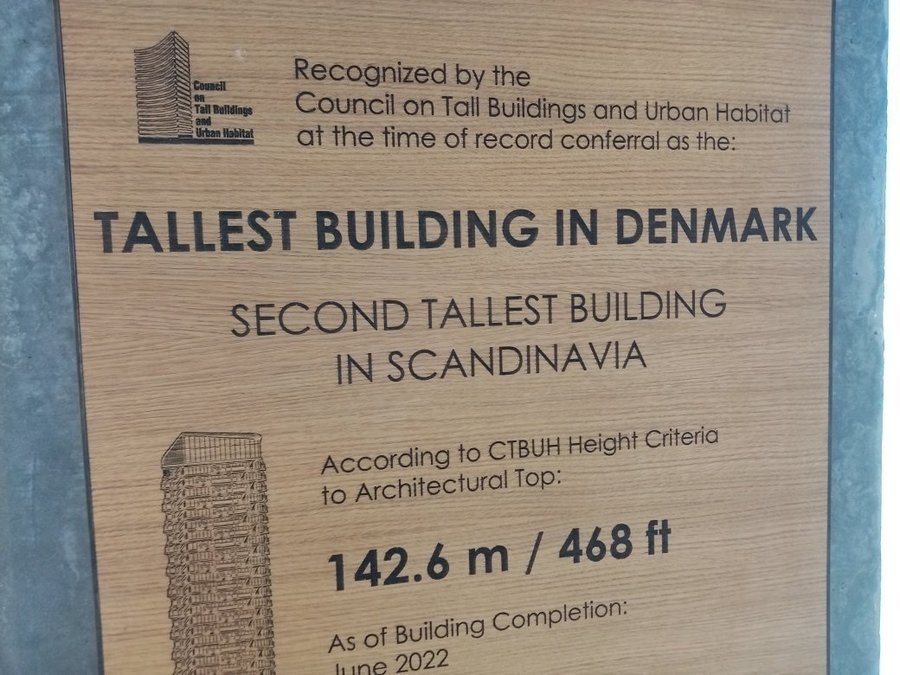 Council
on
Tall Buildings
and
Urban Habitat
Recognized by the
Council on Tall Buildings and Urban Habitat
at the time of record conferral as the:
TALLEST BUILDING IN DENMARK
SECOND TALLEST BUILDING
IN SCANDINAVIA
According to CTBUH Height Criteria
to Architectural Top:
142.6 m / 468 ft
As of Building Completion:
June 2022